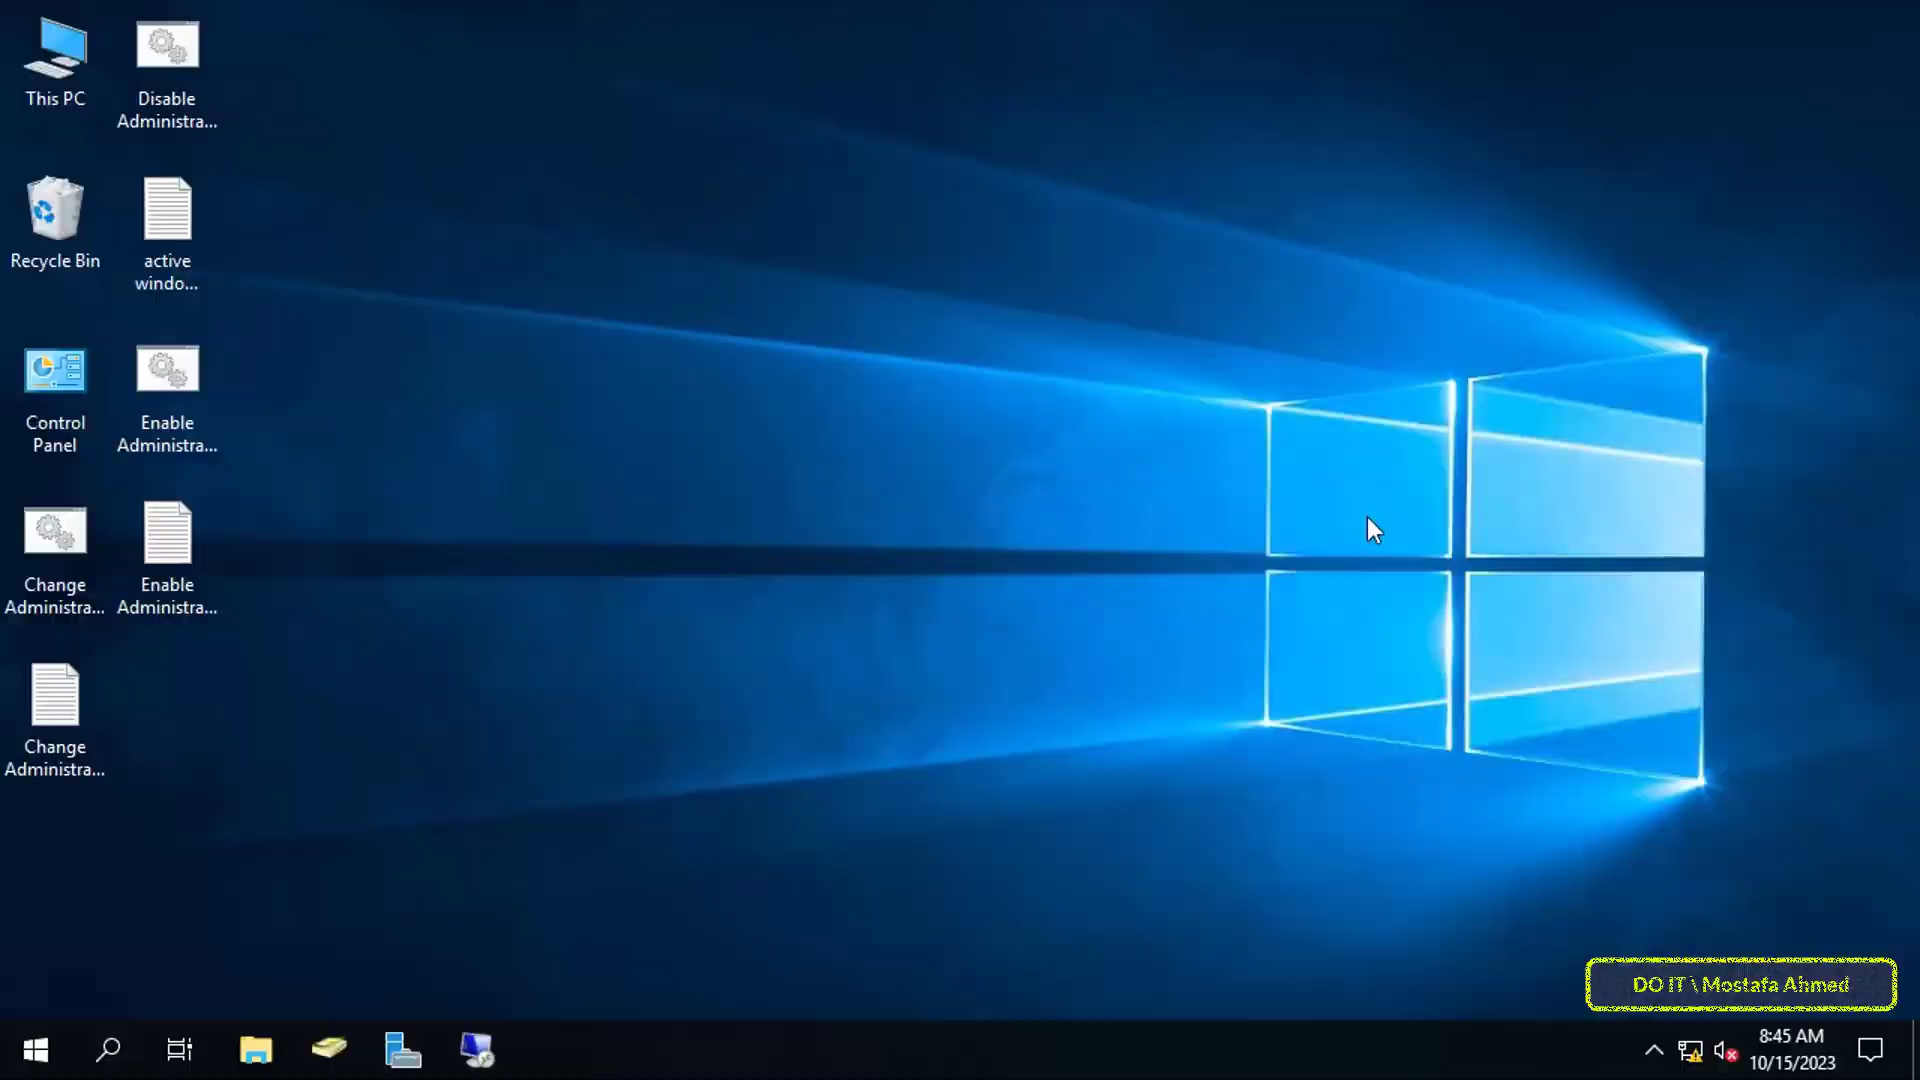 This PC
Disable
Administra...
Recycle Bin
active
windo...
Control
Panel
Enable
Administra...
Change
Administra...
Enable
Administra...
Change
Administra...
DO IT \ Mostafa Ahmed
8:45 AM
10/15/2023